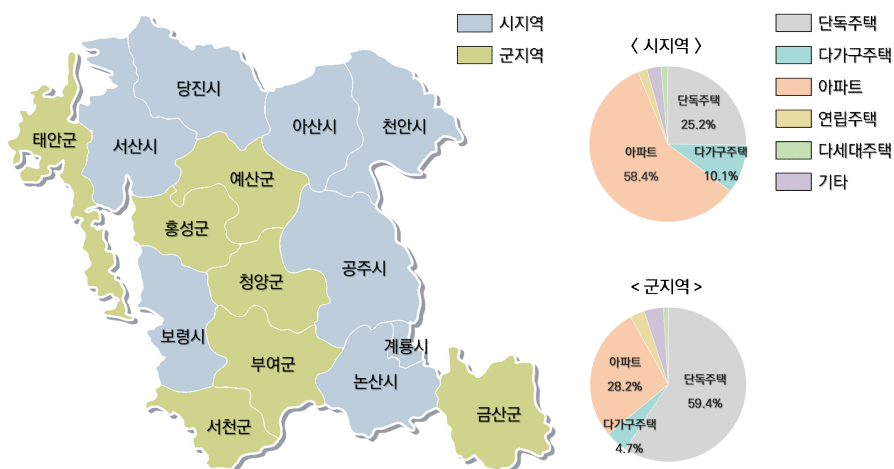 시지역
군지역
당진시
아산시
천안시
태안군
서산시
예산군
홍성군
공주시
청양군
보령시
계룡시
부여군
논산시
서천군
금산군
〈 시지역 〉
단독주택
25.2%
다가구주택
10.1%
아파트
58.4%
단독주택
다가구주택
아파트
연립주택
다세대주택
기타
< 군지역 >
아파트
28.2%
단독주택
59.4%
다가구주택
4.7%